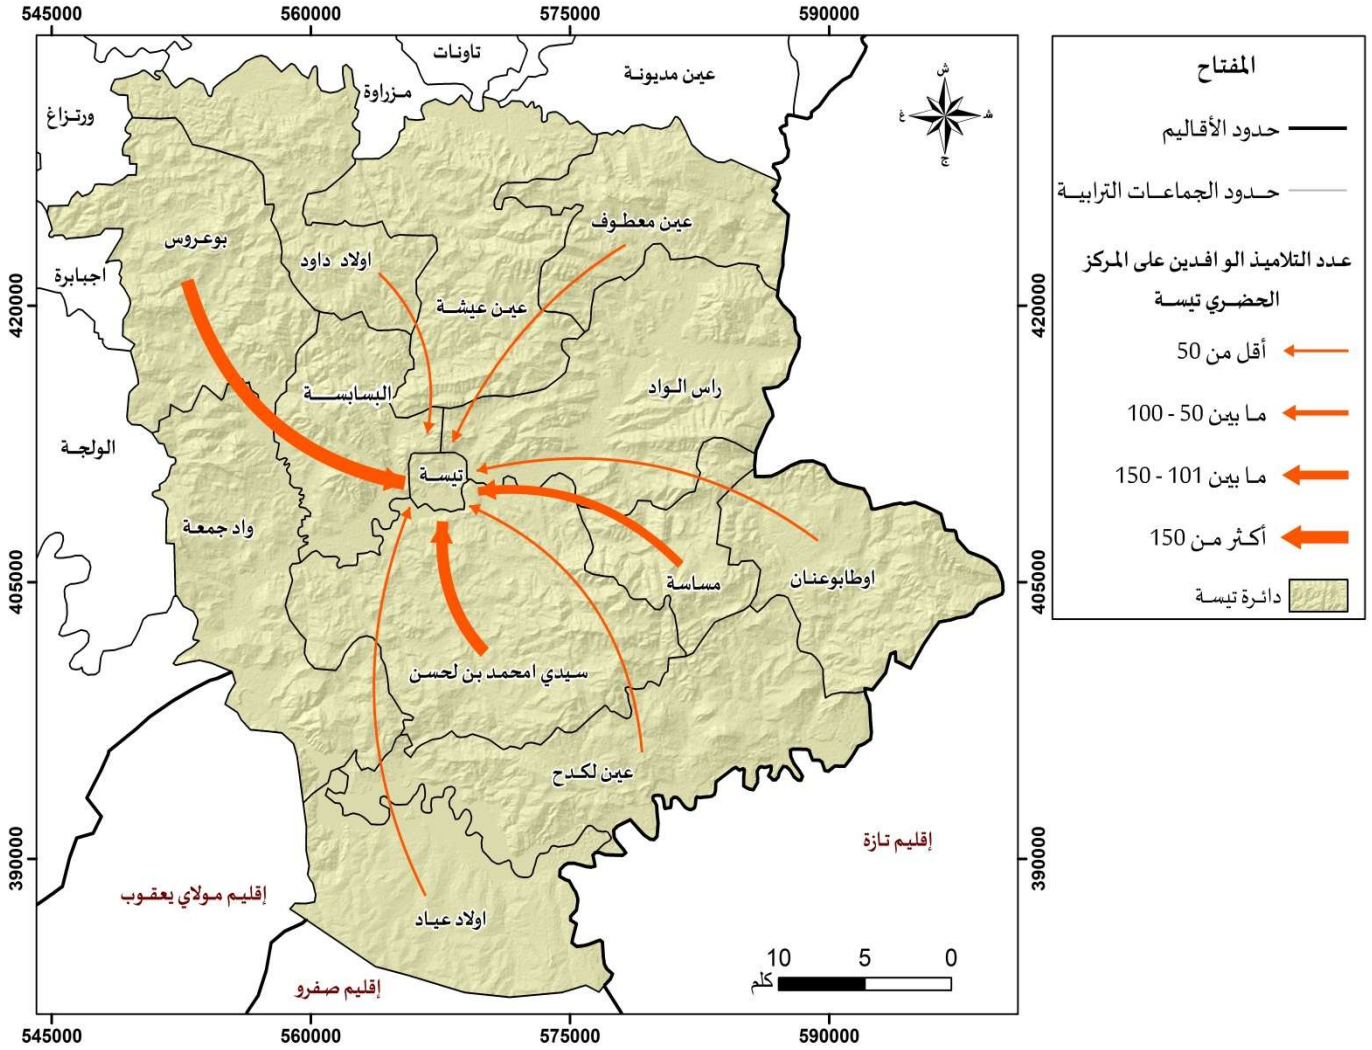 545000 560000 575000 590000
تاونات
عين مديونة
مزراوة
ورتزاغ
ش
غ
ش
ج
عين معطوف
بوعروس
اولاد داود
اجبابرة
عين عيشة
420000
420000
راس الواد
البسابسة
الولجة
تيسة
واد جمعة
مساسة
اوطابوعنان
405000
405000
سيدي امحمد بن لحسن
عين لكدح
إقليم تازة
390000
390000
إقليم مولاي يعقوب
اولاد عياد
إقليم صفرو
10 5 0
كلم
545000 560000 575000 590000
المفتاح
حدود الأقاليم
حدود الجماعات الترابية
عدد التلاميذ الوافدين على المركز
الحضري تيسة
أقل من 50
ما بين 50 - 100
ما بين 101 - 150
أكثر من 150
دائرة تيسة